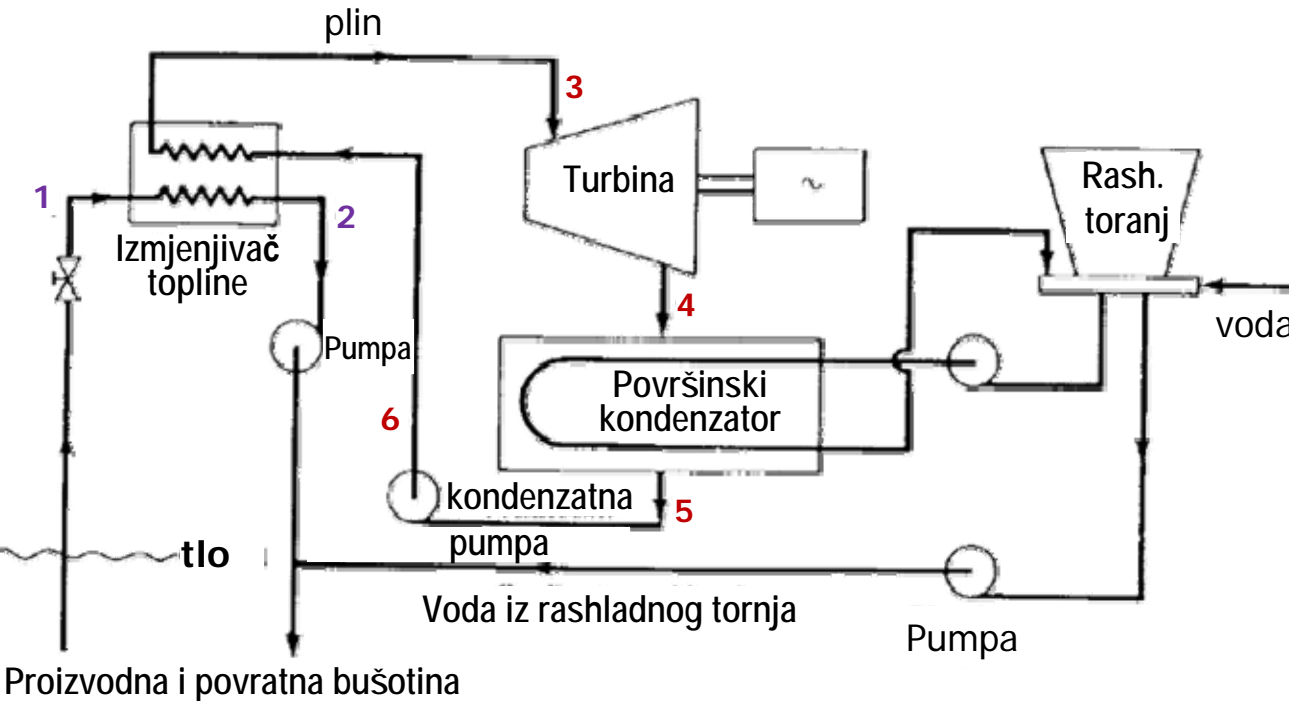 plin
3
Turbina
~
Rash.
toranj
1
2
Izmjenjivač
topline
4
voda
Pumpa
Površinski
kondenzator
6
kondenzatna
pumpa
5
tlo
Voda iz rashladnog tornja
Pumpa
Proizvodna i povratna bušotina